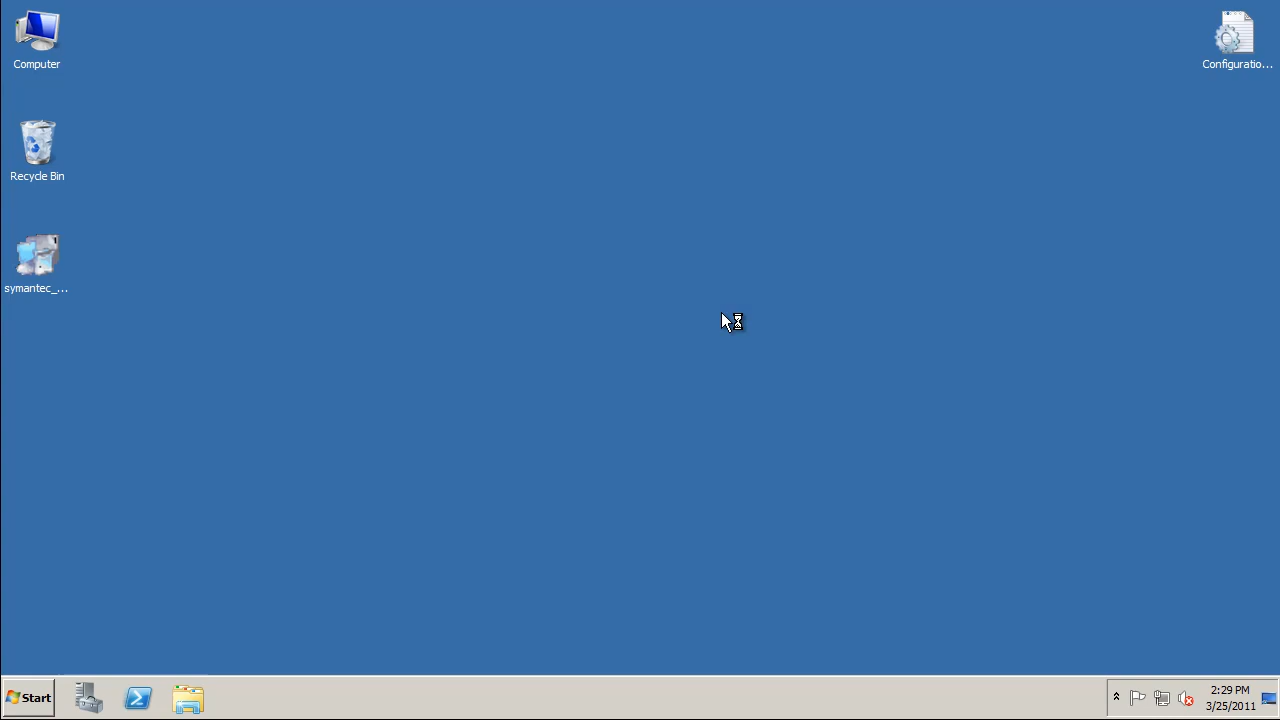 Computer
Configuratio...
Recycle Bin
symantec_...
Start
2:29 PM
3/25/2011